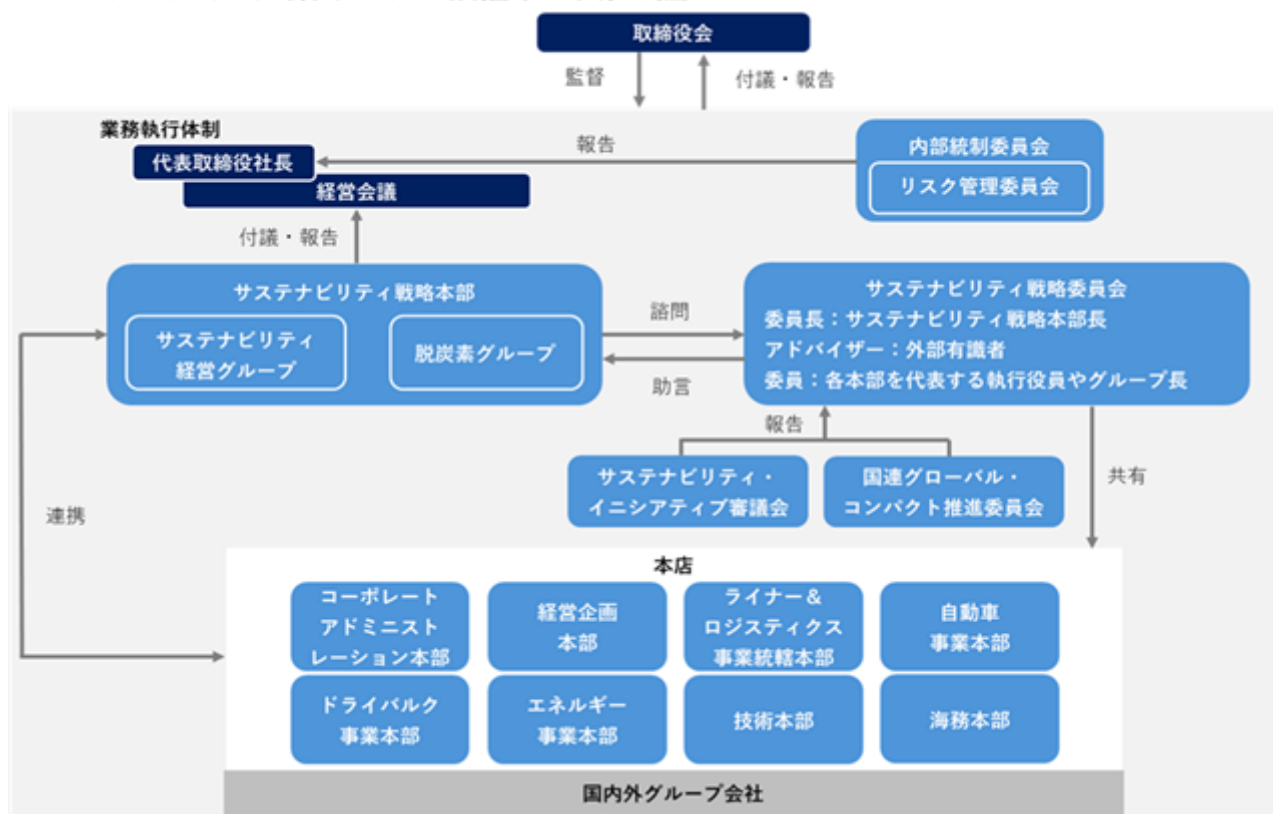 取締役会
監督
付議・報告
業務執行体制
代表取締役社長
経営会議
報告
内部統制委員会
リスク管理委員会
付議・報告
サステナビリティ戦略本部
サステナビリティ
経営グループ
脱炭素グループ
諮問
助言
サステナビリティ戦略委員会
委員長：サステナビリティ戦略本部長
アドバイザー：外部有識者
委員：各本部を代表する執行役員やグループ長
報告
サステナビリティ・
イニシアティブ審議会
国連グローバル・
コンパクト推進委員会
共有
連携
本店
コーポレート
アドミニスト
レーション本部
経営企画
本部
ライナー＆
ロジスティクス
事業統轄本部
自動車
事業本部
ドライバルク
事業本部
エネルギー
事業本部
技術本部
海務本部
国内外グループ会社